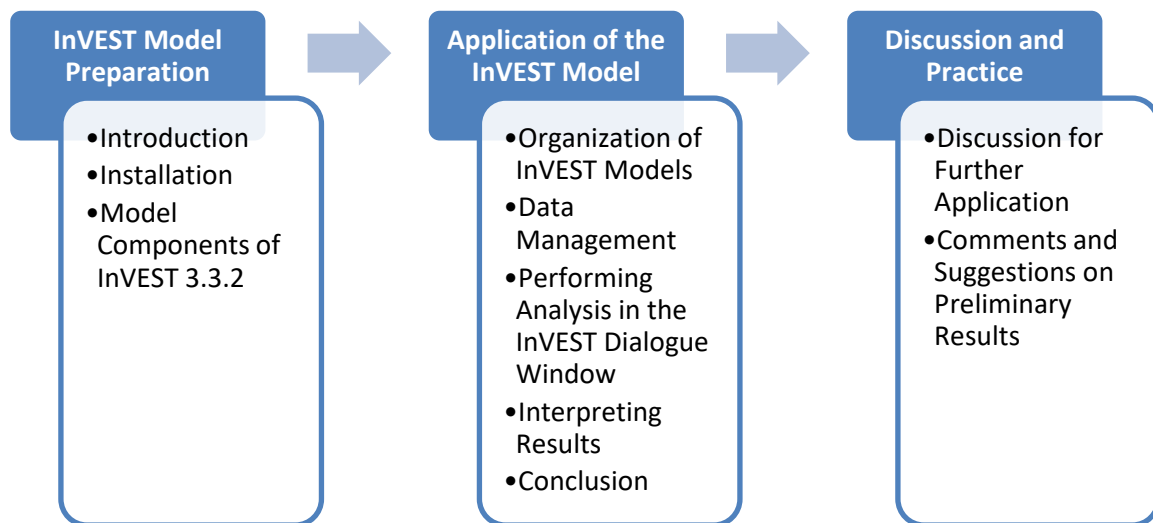 InVEST Model
Preparation
•Introduction
•Installation
•Model
Components of
InVEST 3.3.2
Application of the
InVEST Model
•Organization of
InVEST Models
•Data
Management
•Performing
Analysis in the
InVEST Dialogue
Window
•Interpreting
Results
•Conclusion
Discussion and
Practice
•Discussion for
Further
Application
•Comments and
Suggestions on
Preliminary
Results